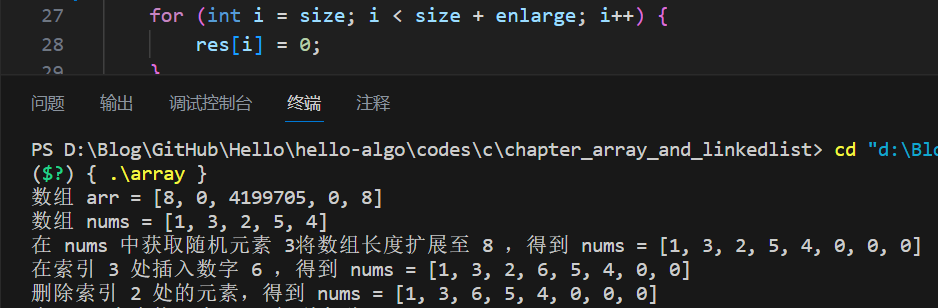 27 for (int i = size; i < size + enlarge; i++) {
28 res[i] = 0;
29 }
问题 输出 调试控制台 终端 注释
PS D:\Blog\GitHub\Hello\hello-algo\codes\c\chapter_array_and_linkedlist> cd "d:\Blo
($?) { .\array }
数组 arr = [8, 0, 4199705, 0, 8]
数组 nums = [1, 3, 2, 5, 4]
在 nums 中获取随机元素 3将数组长度扩展至 8 ，得到 nums = [1, 3, 2, 5, 4, 0, 0, 0]
在索引 3 处插入数字 6 ，得到 nums = [1, 3, 2, 6, 5, 4, 0, 0]
删除索引 2 处的元素，得到 nums = [1, 3, 6, 5, 4, 0, 0, 0]